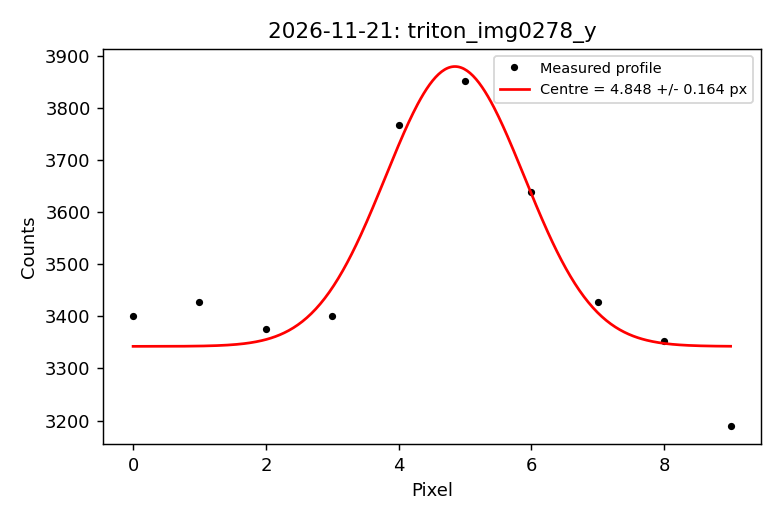 2026-11-21: triton_img0278_y
Measured profile
Centre = 4.848 +/- 0.164 px
3900
3800
3700
3600
3500
3400
3300
3200
Counts
0 2 4 6 8
Pixel